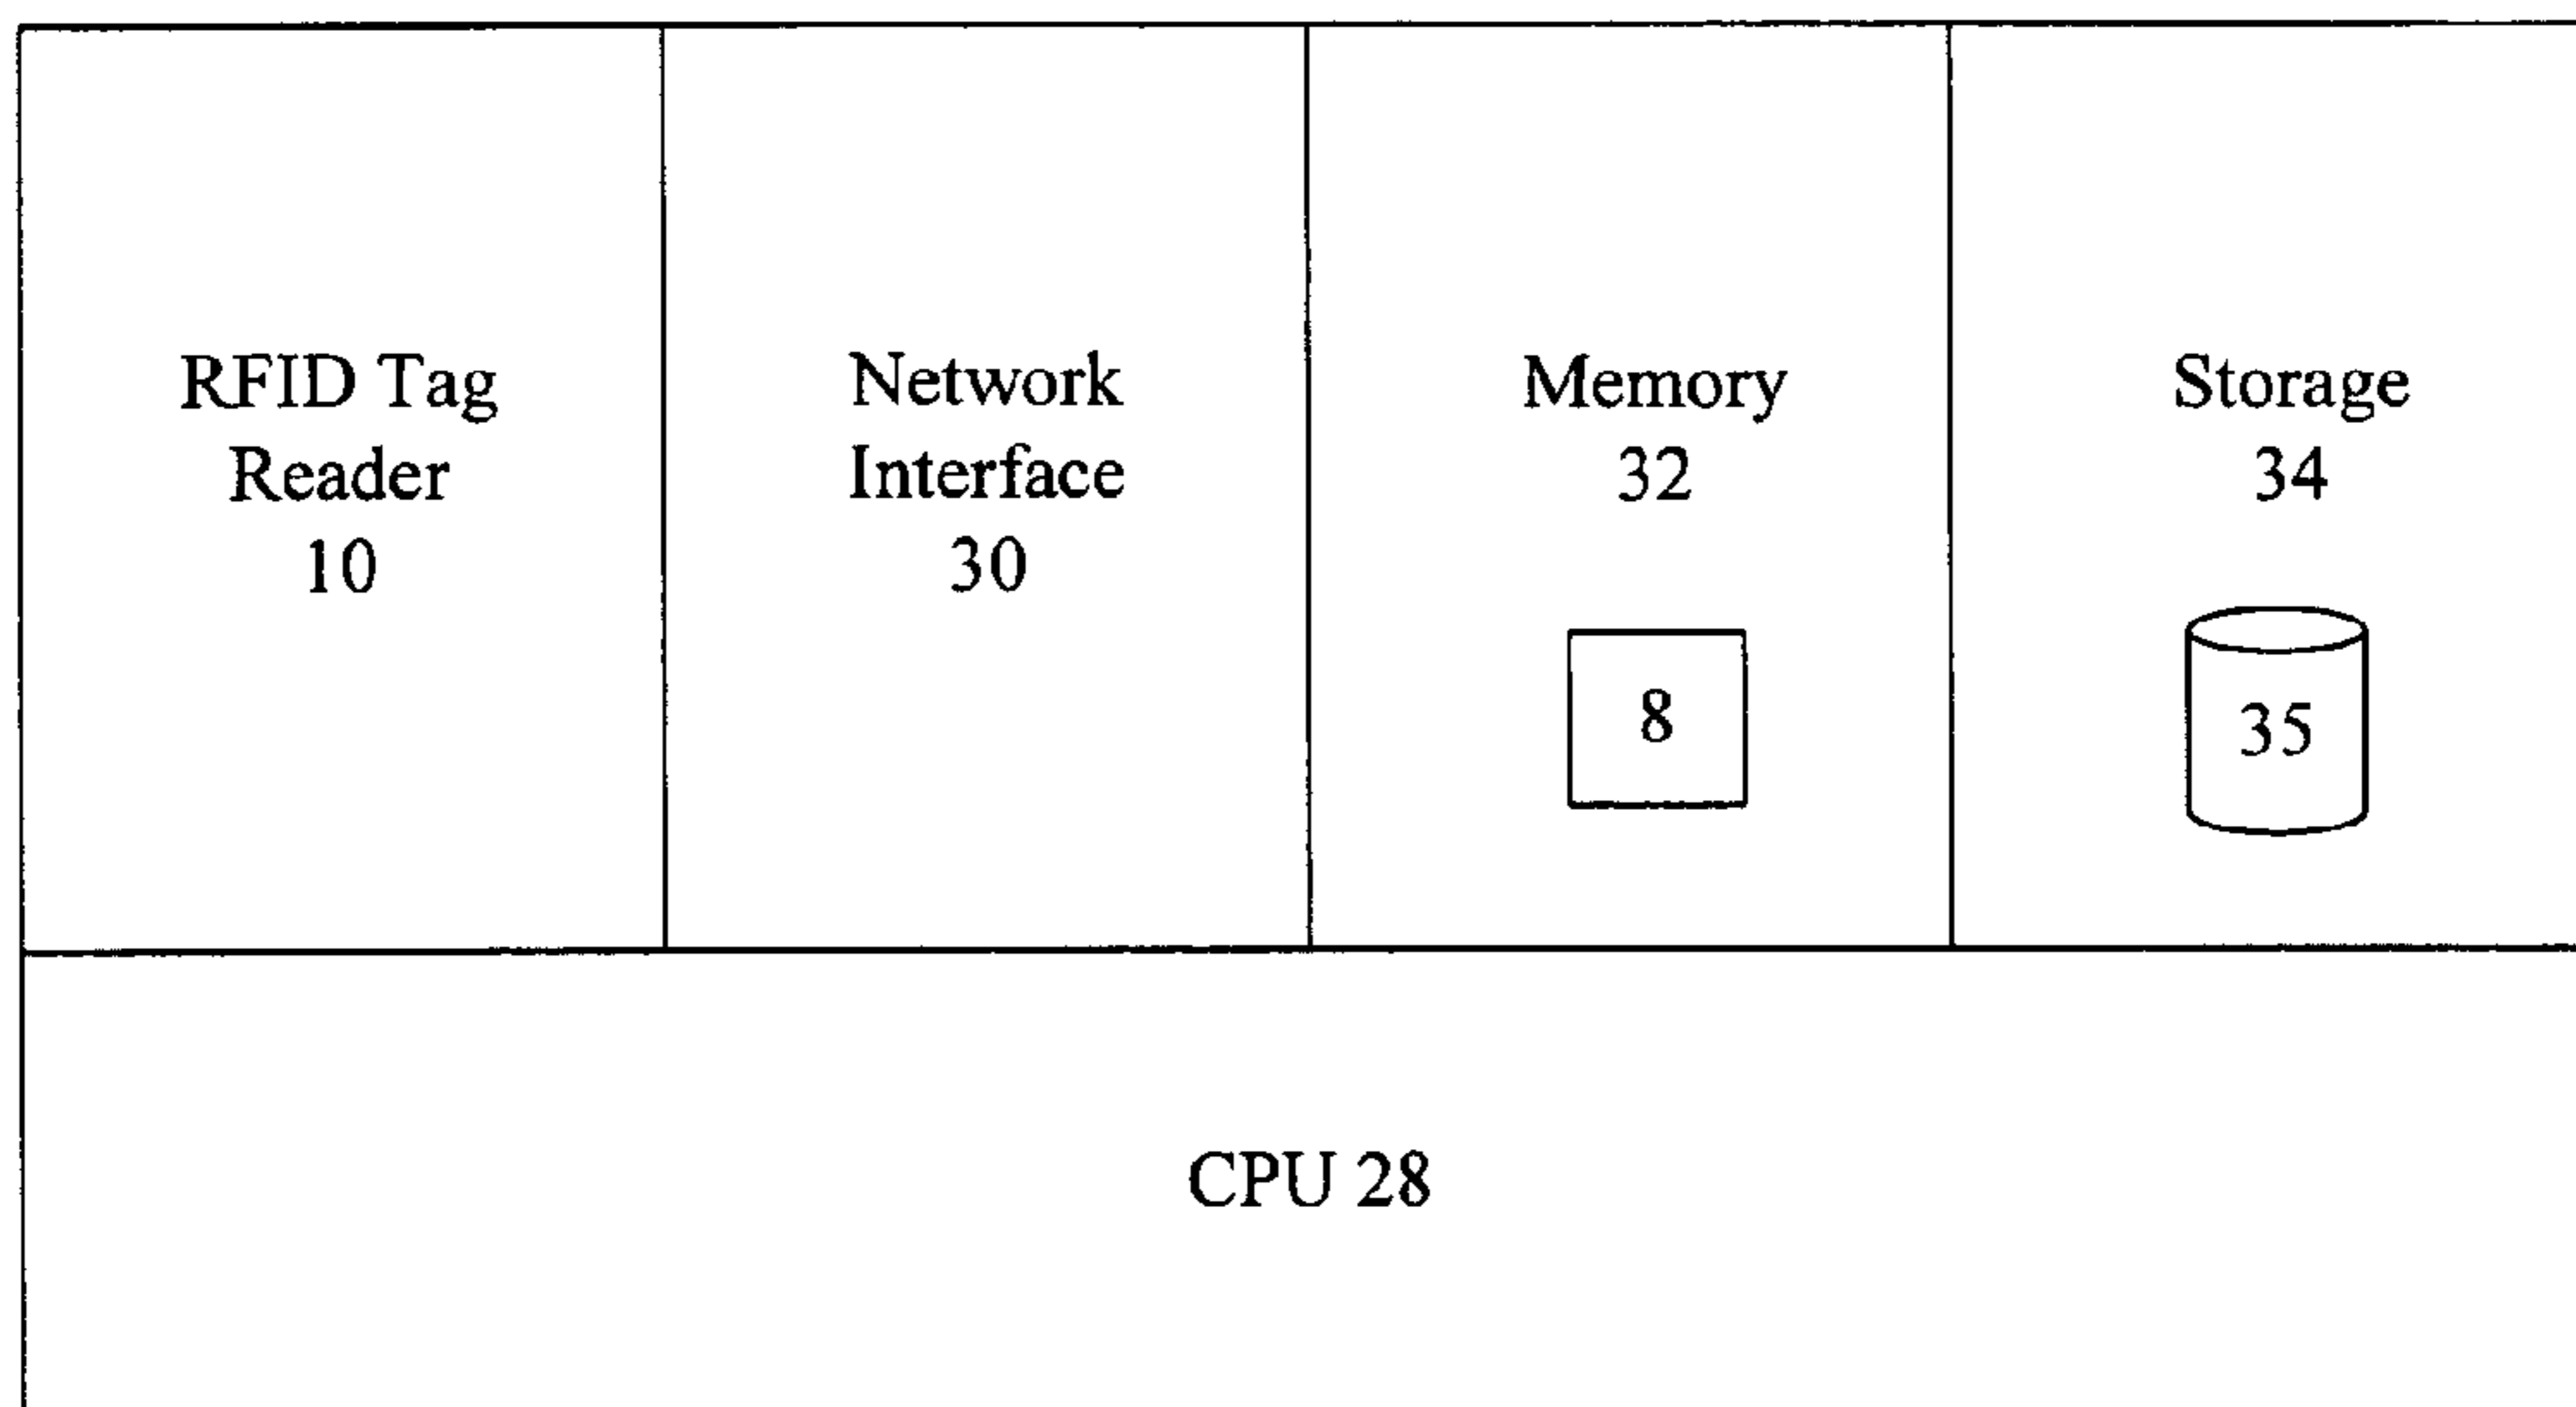 RFID Tag
Reader
10
Network
Interface
30
Memory
32
8
Storage
34
35
CPU 28